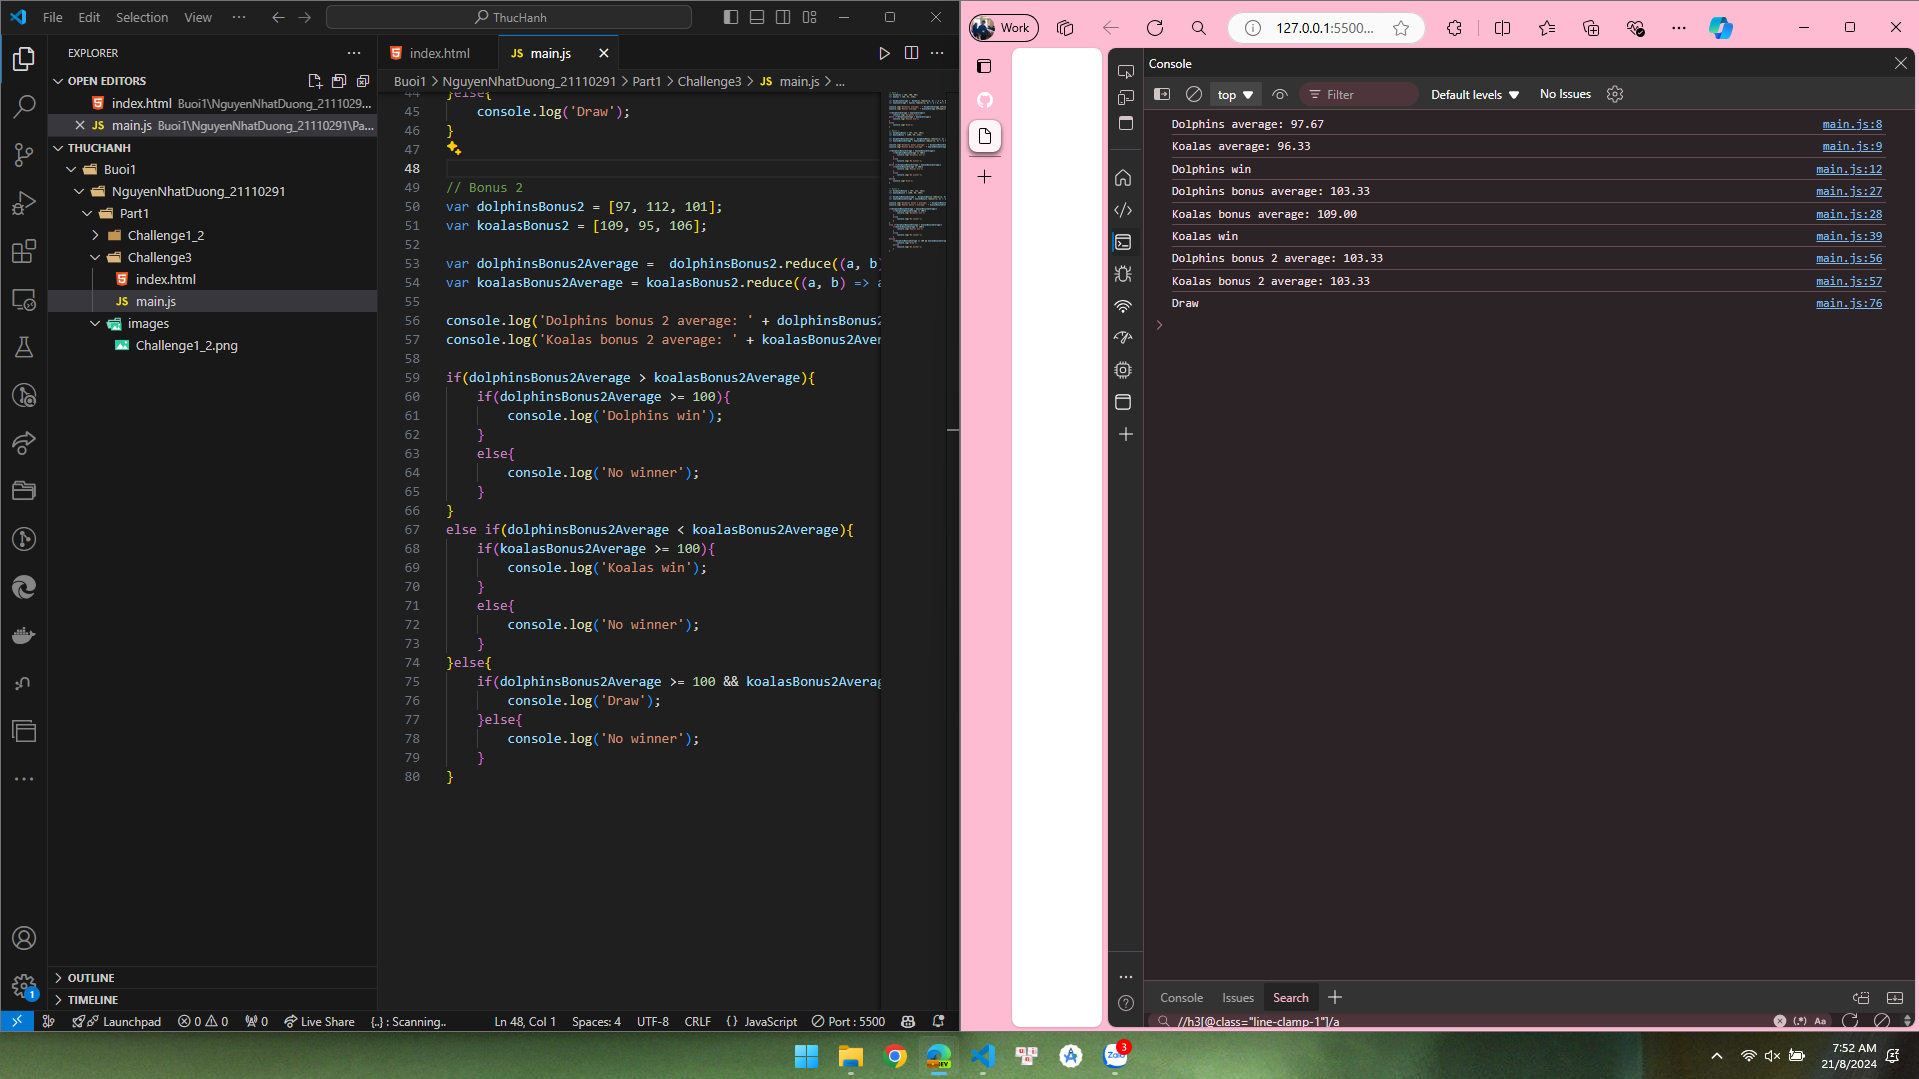 File Edit Selection View ... ThucHanh
EXPLORER
OPEN EDITORS
index.html Buoi1\NguyenNhatDuong_2111029...
JS main.js Buoi1\NguyenNhatDuong_21110291\Pa...
THUCHANH
Buoi1
NguyenNhatDuong_21110291
Part1
Challenge1_2
Challenge3
index.html
JS main.js
images
Challenge1_2.png
OUTLINE
TIMELINE
index.html JS main.js
Buoi1 > NguyenNhatDuong_21110291 > Part1 > Challenge3 > JS main.js > ...
44 }else{
45 console.log('Draw');
46 }
47
48
49 // Bonus 2
50 var dolphinsBonus2 = [97, 112, 101];
51 var koalasBonus2 = [109, 95, 106];
52
53 var dolphinsBonus2Average = dolphinsBonus2.reduce((a, b)
54 var koalasBonus2Average = koalasBonus2.reduce((a, b) => a
55
56 console.log('Dolphins bonus 2 average: ' + dolphinsBonus2
57 console.log('Koalas bonus 2 average: ' + koalasBonus2Aver
58
59 if(dolphinsBonus2Average > koalasBonus2Average){
60 if(dolphinsBonus2Average >= 100){
61 console.log('Dolphins win');
62 }
63 else{
64 console.log('No winner');
65 }
66 }
67 else if(dolphinsBonus2Average < koalasBonus2Average){
68 if(koalasBonus2Average >= 100){
69 console.log('Koalas win');
70 }
71 else{
72 console.log('No winner');
73 }
74 }else{
75 if(dolphinsBonus2Average >= 100 && koalasBonus2Averag
76 console.log('Draw');
77 }else{
78 console.log('No winner');
79 }
80 }
1 Launchpad 0 0 0 Live Share {..} : Scanning.. Ln 48, Col 1 Spaces: 4 UTF-8 CRLF {} JavaScript Port : 5500
Work 127.0.0.1:5500...
Console
top Filter Default levels No Issues
Dolphins average: 97.67 main.js:8
Koalas average: 96.33 main.js:9
Dolphins win main.js:12
Dolphins bonus average: 103.33 main.js:27
Koalas bonus average: 109.00 main.js:28
Koalas win main.js:39
Dolphins bonus 2 average: 103.33 main.js:56
Koalas bonus 2 average: 103.33 main.js:57
Draw main.js:76
Console Issues Search
//h3[@class="line-clamp-1"]/a (.*) Aa
DEV Zalo 3
7:52 AM
21/8/2024